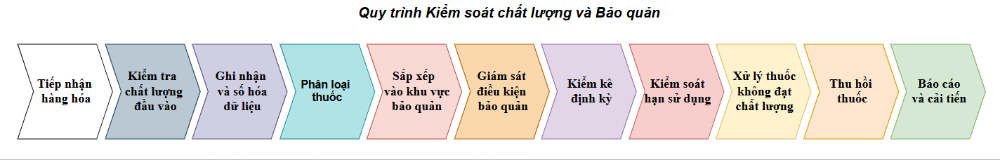 Quy trình Kiểm soát chất lượng và Bảo quản
Tiếp nhận
hàng hóa
Kiểm tra
chất lượng
đầu vào
Ghi nhận
và số hóa
dữ liệu
Phân loại
thuốc
Sắp xếp
vào khu vực
bảo quản
Giám sát
điều kiện
bảo quản
Kiểm kê
định kỳ
Kiểm soát
hạn sử dụng
Xử lý thuốc
không đạt
chất lượng
Thu hồi
thuốc
Báo cáo
và cải tiến